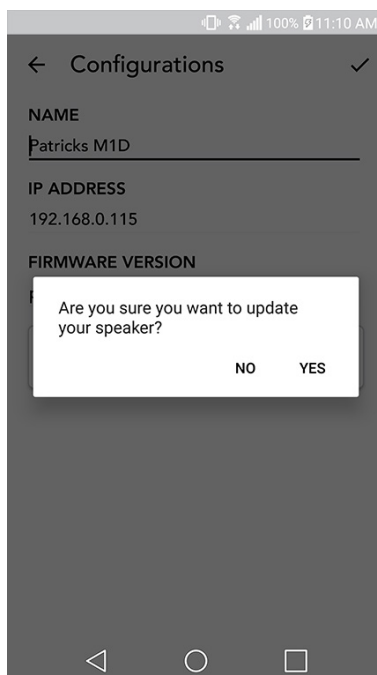 100% 11:10 AM
Configurations
NAME
Patricks M1D
IP ADDRESS
192.168.0.115
FIRMWARE VERSION
Are you sure you want to update
your speaker?
NO YES